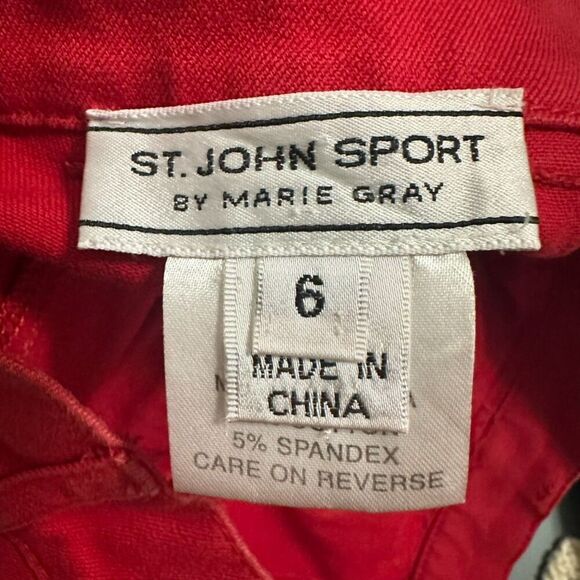 ST. JOHN SPORT
BY MARIE GRAY
6
MADE IN
CHINA
5% SPANDEX
CARE ON REVERSE